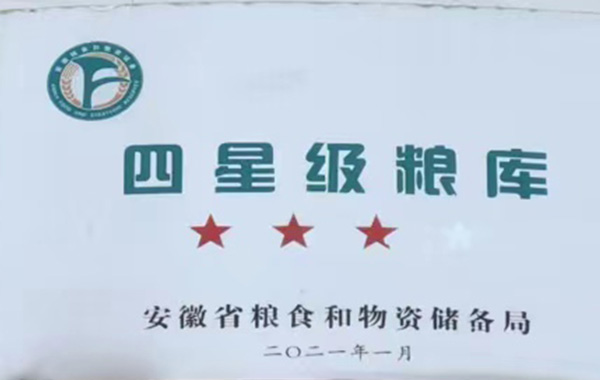 四星级粮库
安徽省粮食和物资储备局
二〇二一年一月